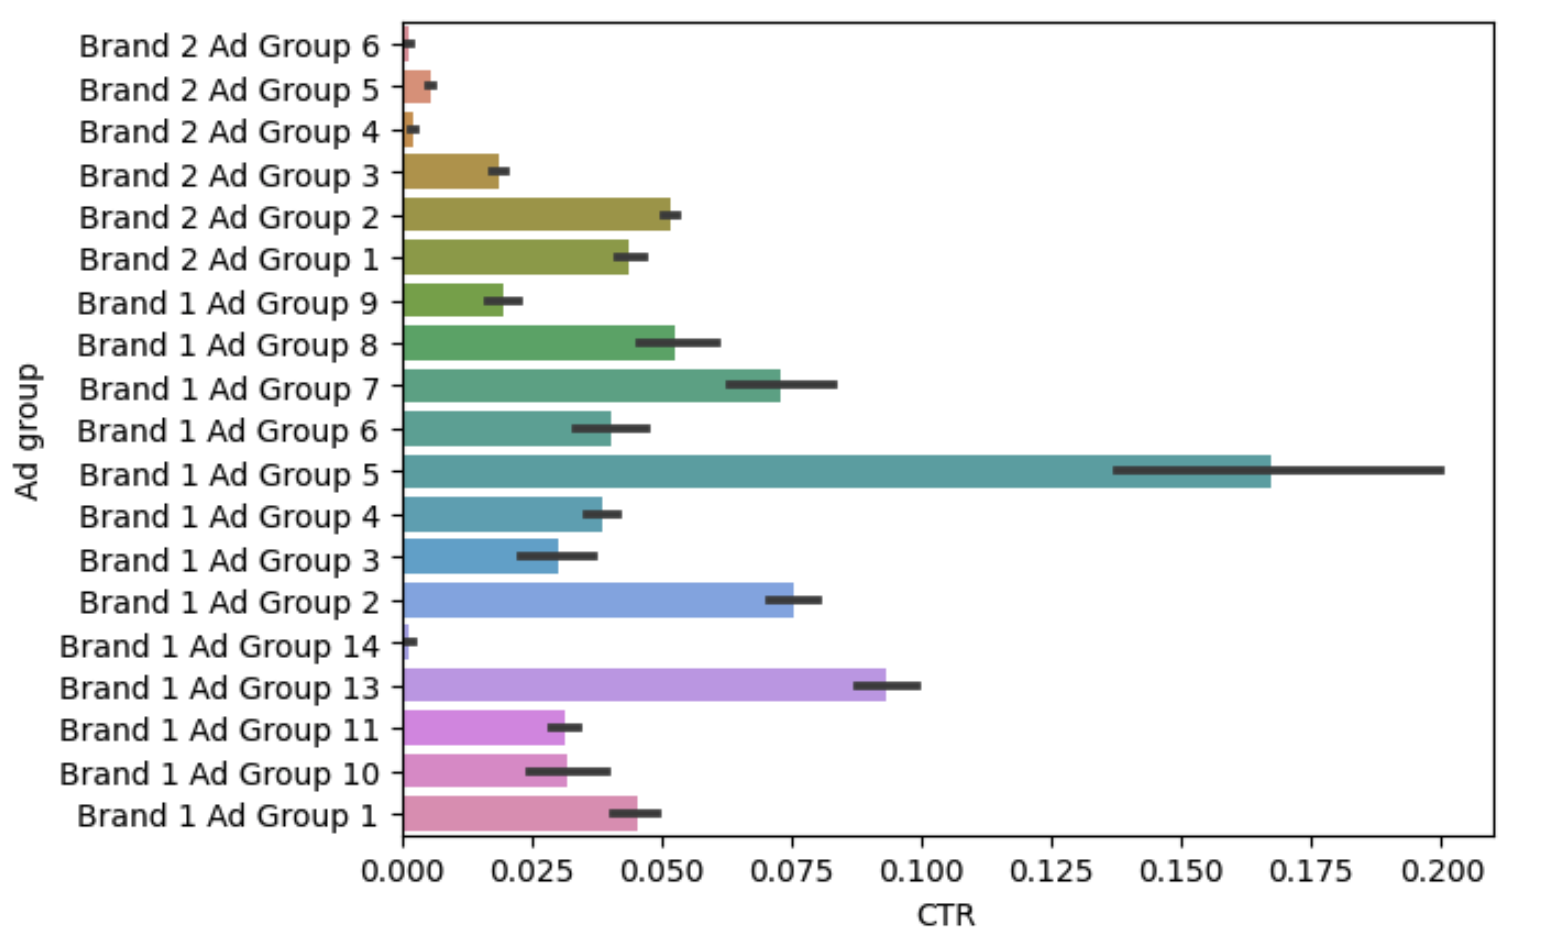 Brand 2 Ad Group 6
Brand 2 Ad Group 5
Brand 2 Ad Group 4
Brand 2 Ad Group 3
Brand 2 Ad Group 2
Brand 2 Ad Group 1
Brand 1 Ad Group 9
Brand 1 Ad Group 8
Brand 1 Ad Group 7
Brand 1 Ad Group 6
Brand 1 Ad Group 5
Brand 1 Ad Group 4
Brand 1 Ad Group 3
Brand 1 Ad Group 2
Brand 1 Ad Group 14
Brand 1 Ad Group 13
Brand 1 Ad Group 11
Brand 1 Ad Group 10
Brand 1 Ad Group 1
Ad group
0.000 0.025 0.050 0.075 0.100 0.125 0.150 0.175 0.200
CTR